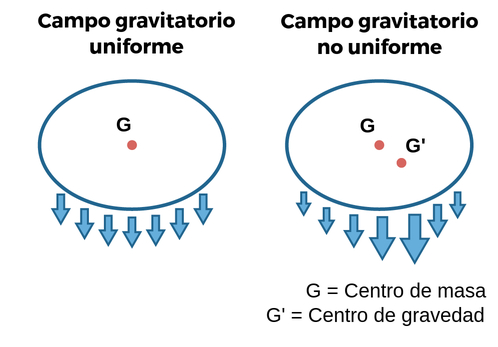 Campo gravitatorio
uniforme
Campo gravitatorio
no uniforme
G
G
G'
G = Centro de masa
G' = Centro de gravedad